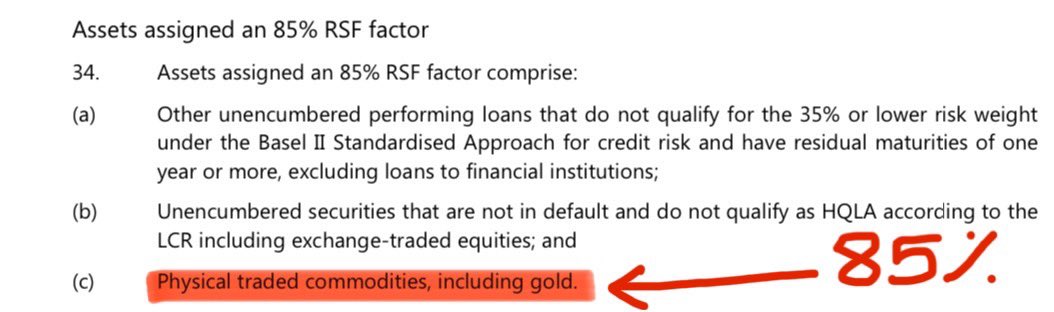 Assets assigned an 85% RSF factor
34. Assets assigned an 85% RSF factor comprise:
(a) Other unencumbered performing loans that do not qualify for the 35% or lower risk weight
under the Basel II Standardised Approach for credit risk and have residual maturities of one
year or more, excluding loans to financial institutions;
(b) Unencumbered securities that are not in default and do not qualify as HQLA according to the
LCR including exchange-traded equities; and
(c) Physical traded commodities, including gold.
85%